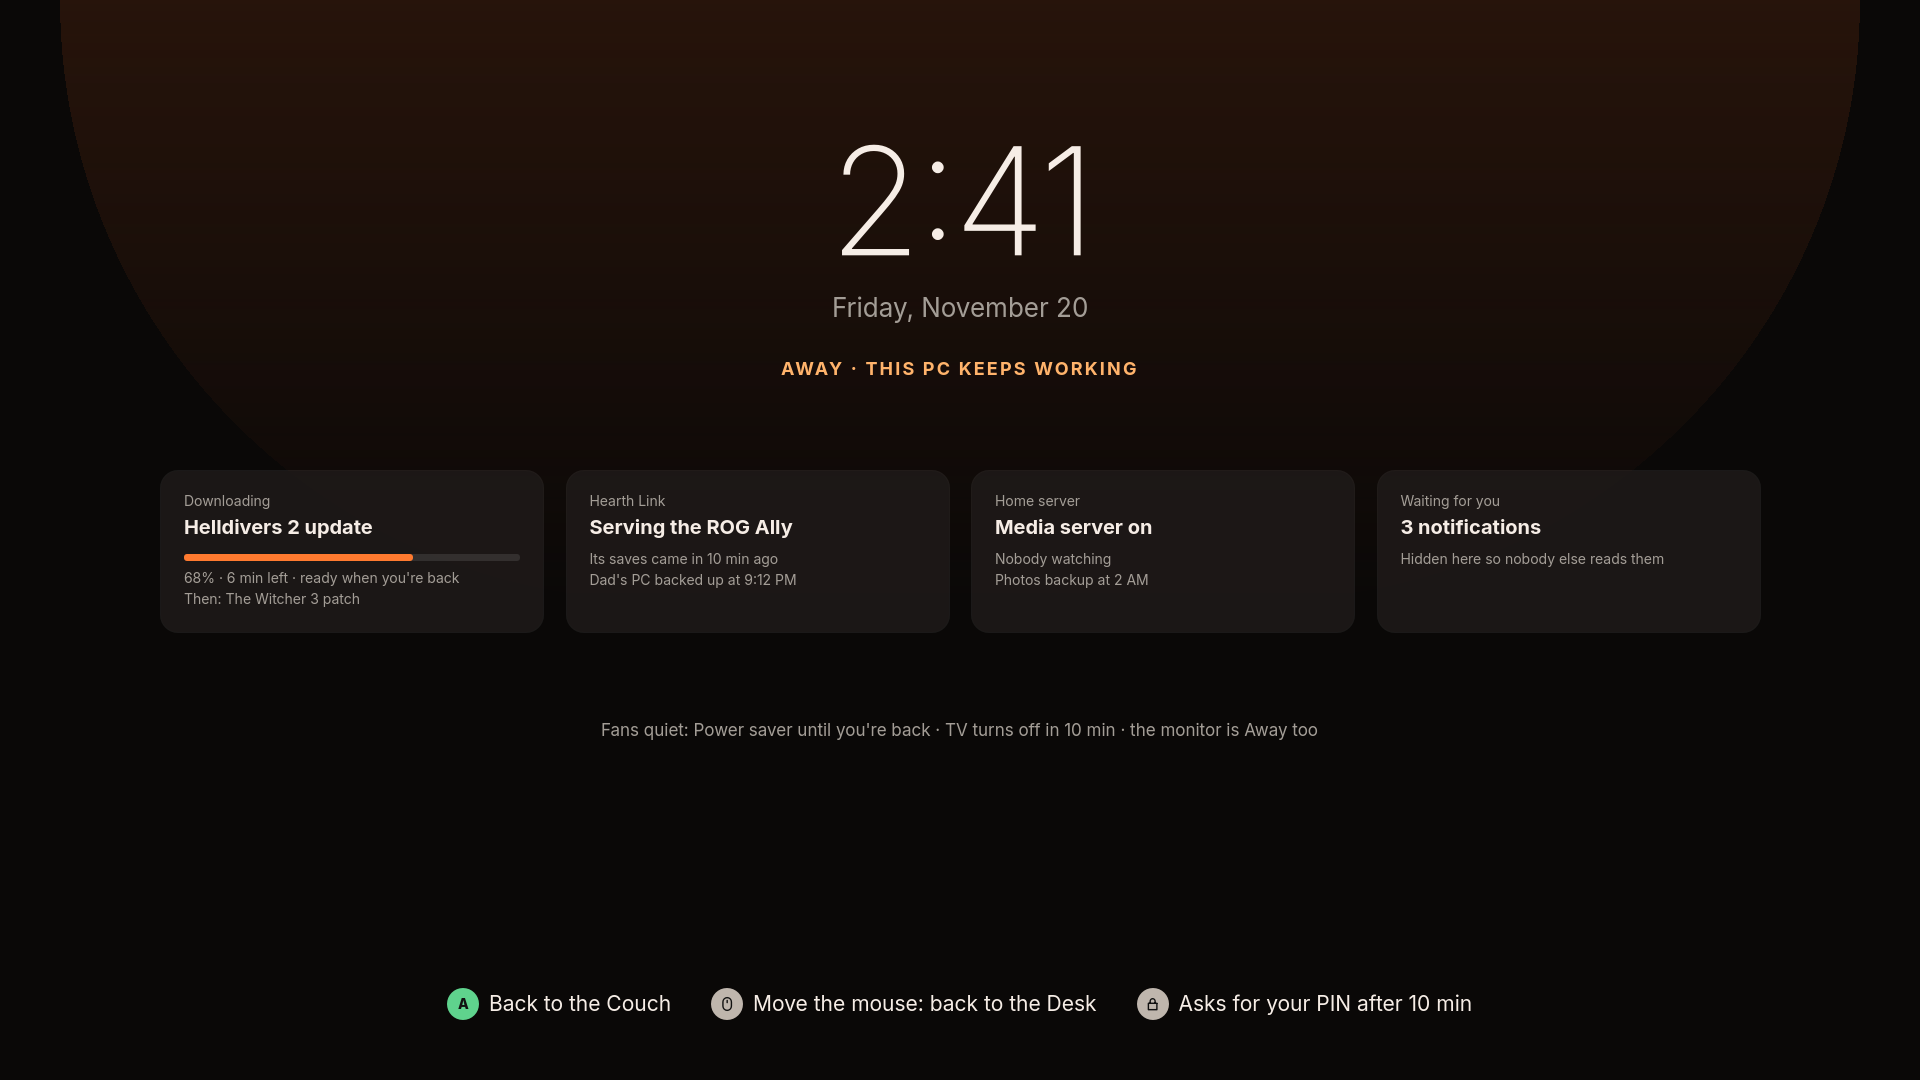 2:41
Friday, November 20
AWAY · THIS PC KEEPS WORKING
Downloading
Helldivers 2 update
68% · 6 min left · ready when you're back
Then: The Witcher 3 patch
Hearth Link
Serving the ROG Ally
Its saves came in 10 min ago
Dad's PC backed up at 9:12 PM
Home server
Media server on
Nobody watching
Photos backup at 2 AM
Waiting for you
3 notifications
Hidden here so nobody else reads them
Fans quiet: Power saver until you're back · TV turns off in 10 min · the monitor is Away too
A Back to the Couch
Move the mouse: back to the Desk
Asks for your PIN after 10 min